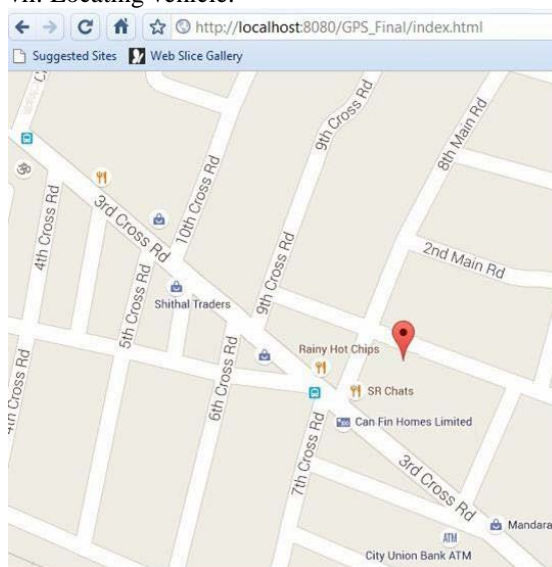 vii. Locating vehicle:
http://localhost:8080/GPS_Final/index.html
Suggested Sites
Web Slice Gallery
9th Cross Rd
8th Main Rd
10th Cross Rd
3rd Cross Rd
4th Cross Rd
2nd Main Rd
5th Cross Rd
9th Cross Rd
Shithal Traders
Rainy Hot Chips
SR Chats
6th Cross Rd
Can Fin Homes Limited
7th Cross Rd
3rd Cross Rd
Mandara
ATM
City Union Bank ATM